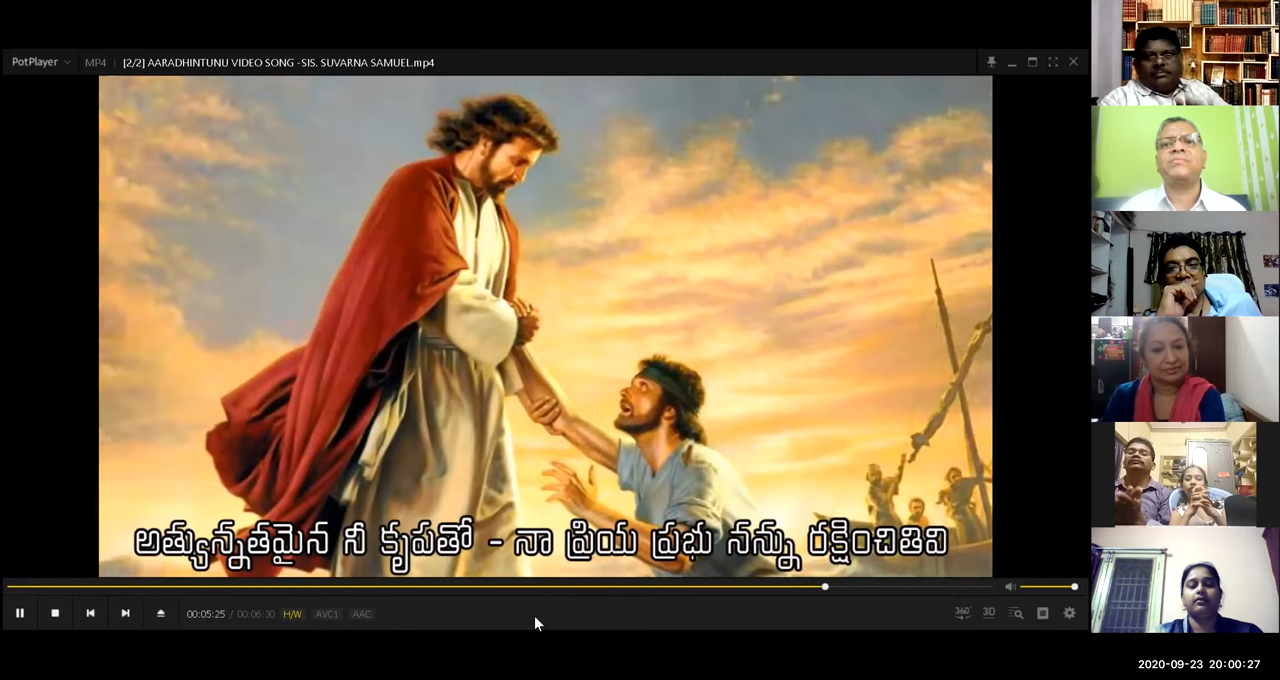 PotPlayer MP4 [2/2] AARADHINTUNU VIDEO SONG -SIS. SUVARNA SAMUEL.mp4
అత్యున్నతమైన నీ కృపతో - నా ప్రియ ప్రభు నన్ను రక్షించితివి
00:05:25 / 00:06:30 H/W AVC1 AAC 360° 3D
2020-09-23 20:00:27